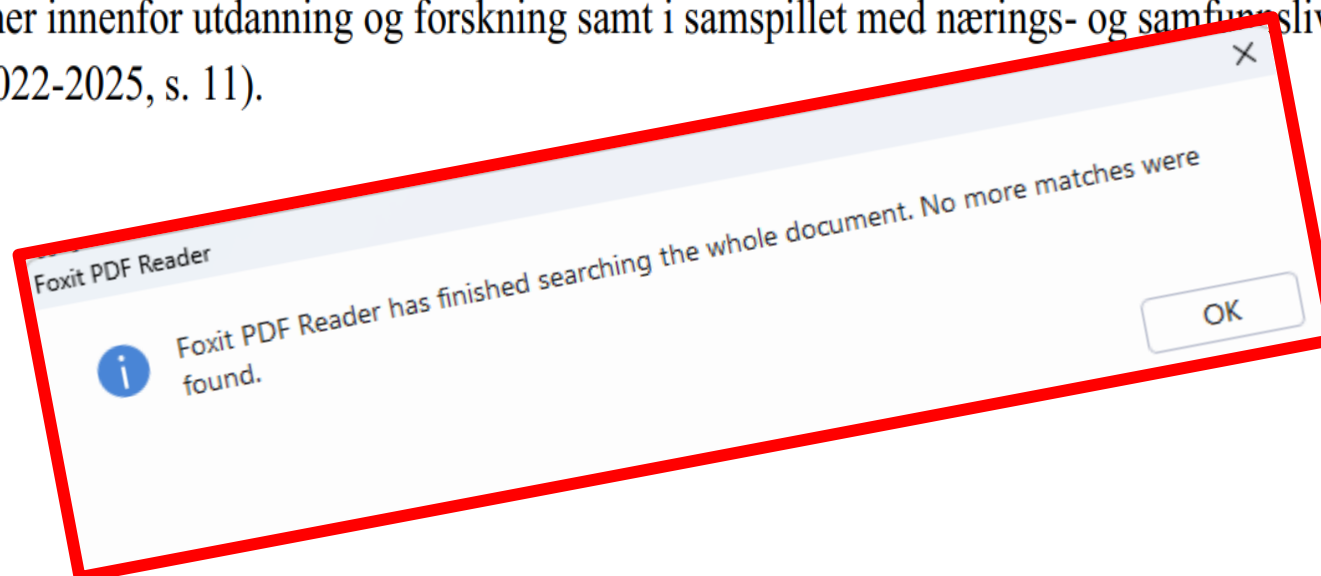 innenfor utdanning og forskning samt i samspillet med nærings- og
2022-2025, s. 11).
Foxit PDF Reader
Foxit PDF Reader has finished searching the whole document. No more matches were
found.
OK